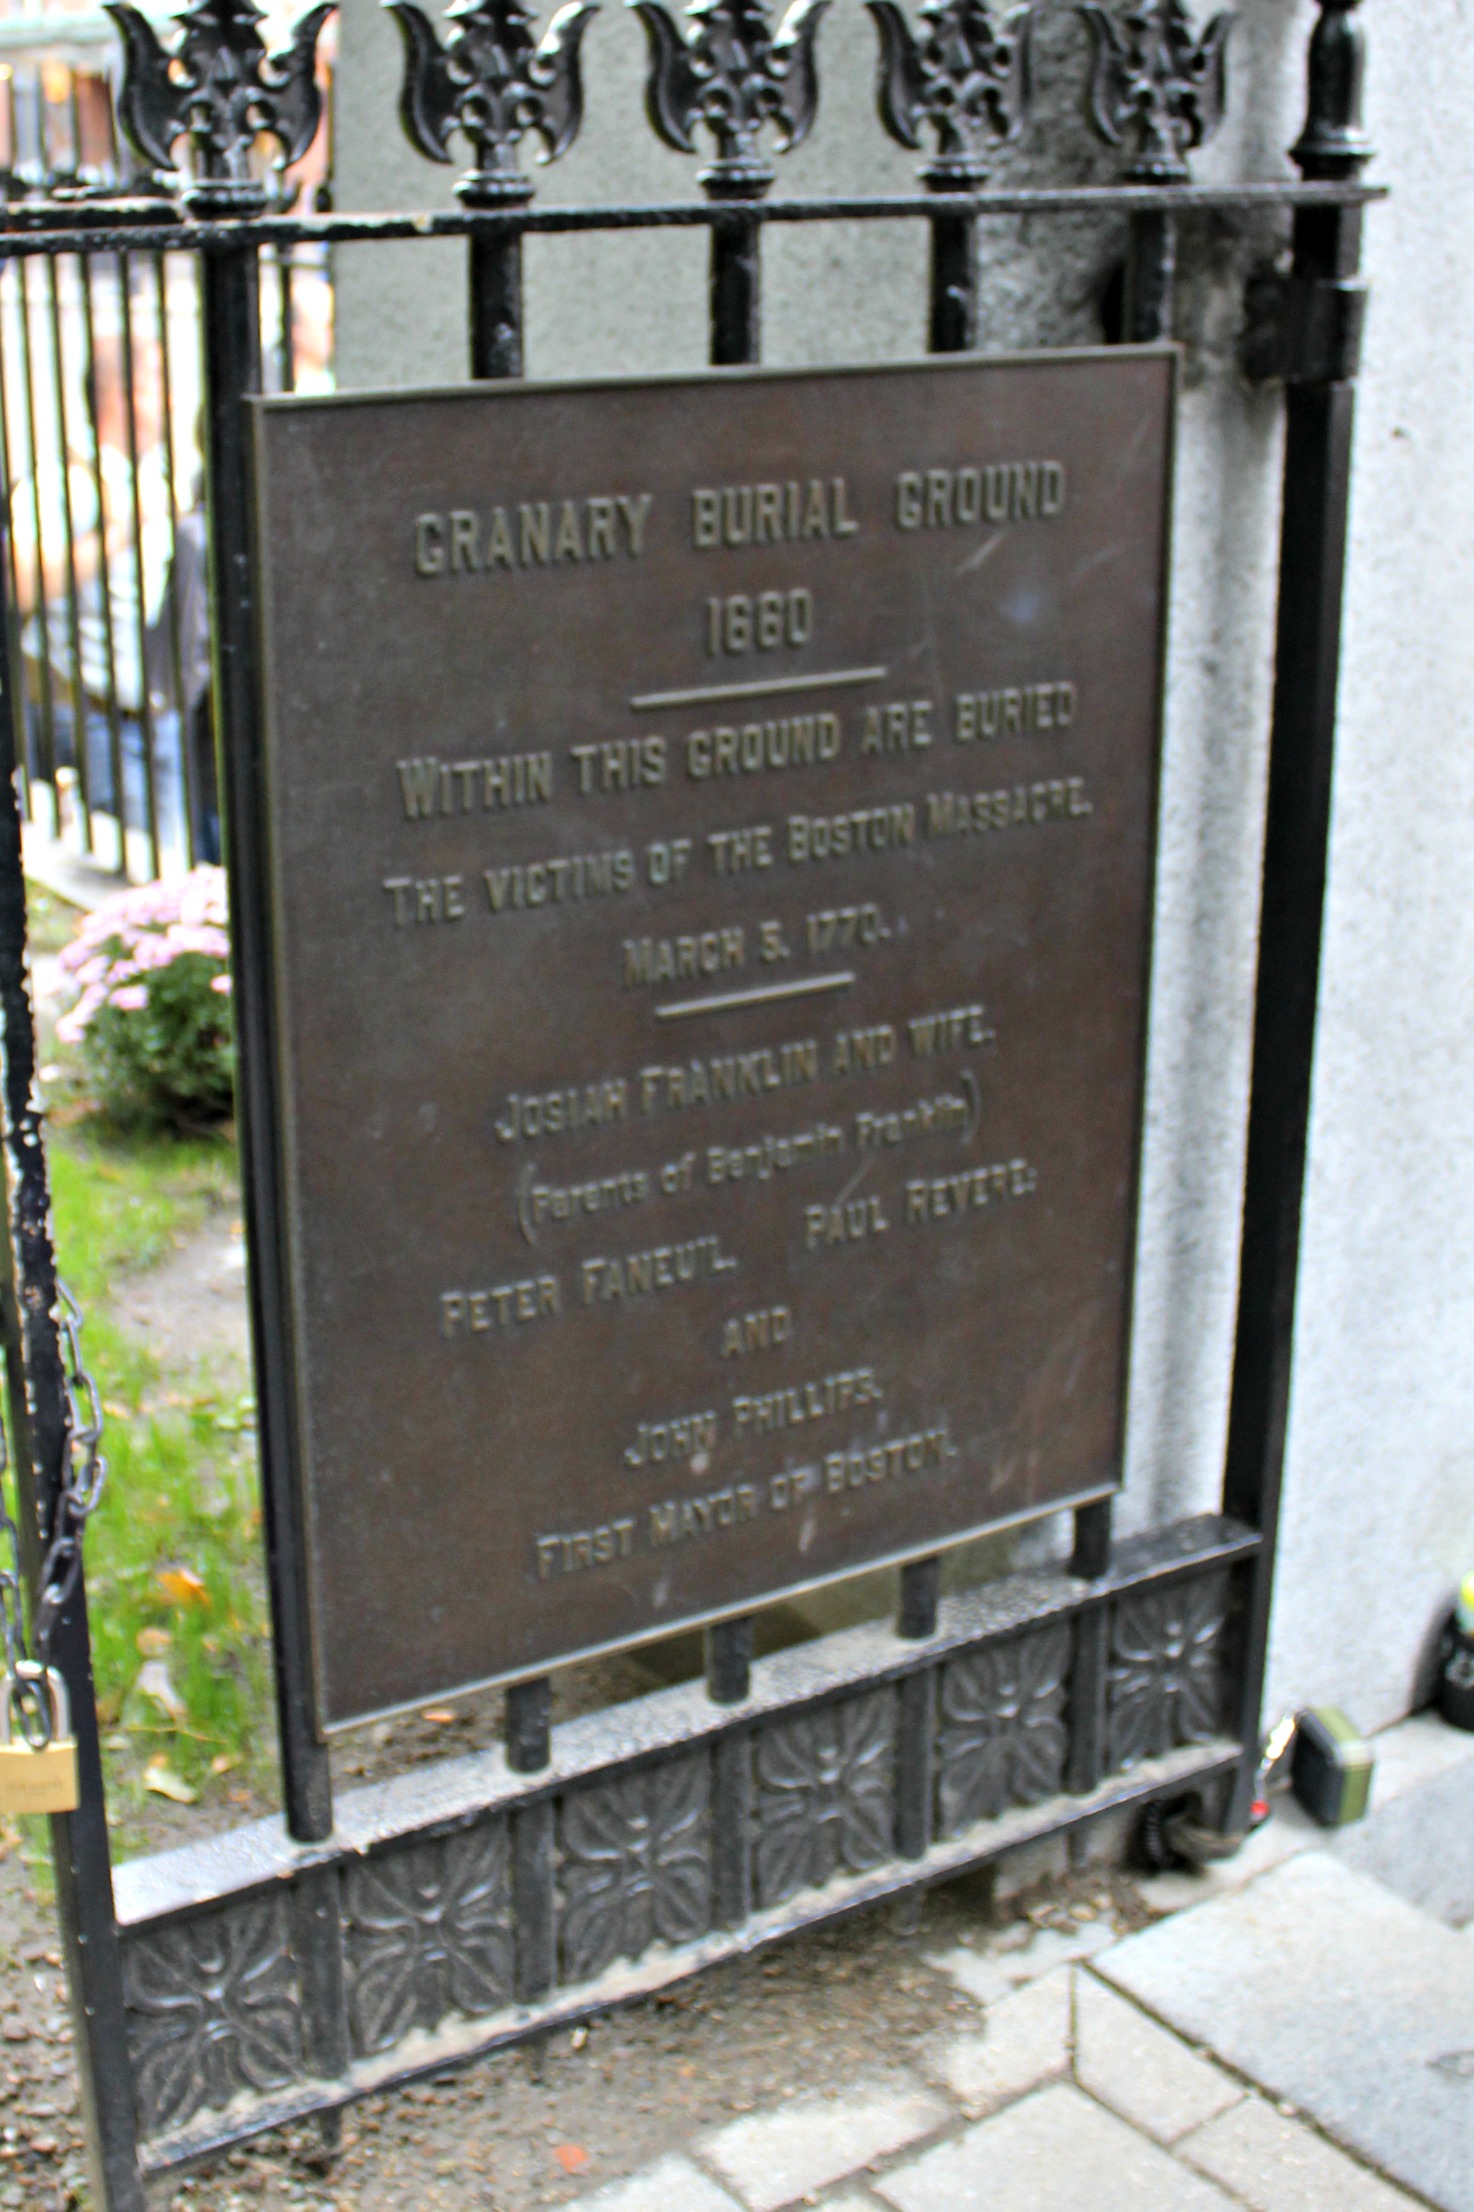 GRANARY BURIAL GROUND
1660
WITHIN THIS GROUND ARE BURIED
THE VICTIMS OF THE BOSTON MASSACRE,
MARCH 5, 1770.
JOSIAH FRANKLIN AND WIFE,
(Parents of Benjamin Franklin)
PETER FANEUIL, PAUL REVERE;
AND
JOHN PHILLIPS,
FIRST MAYOR OF BOSTON.